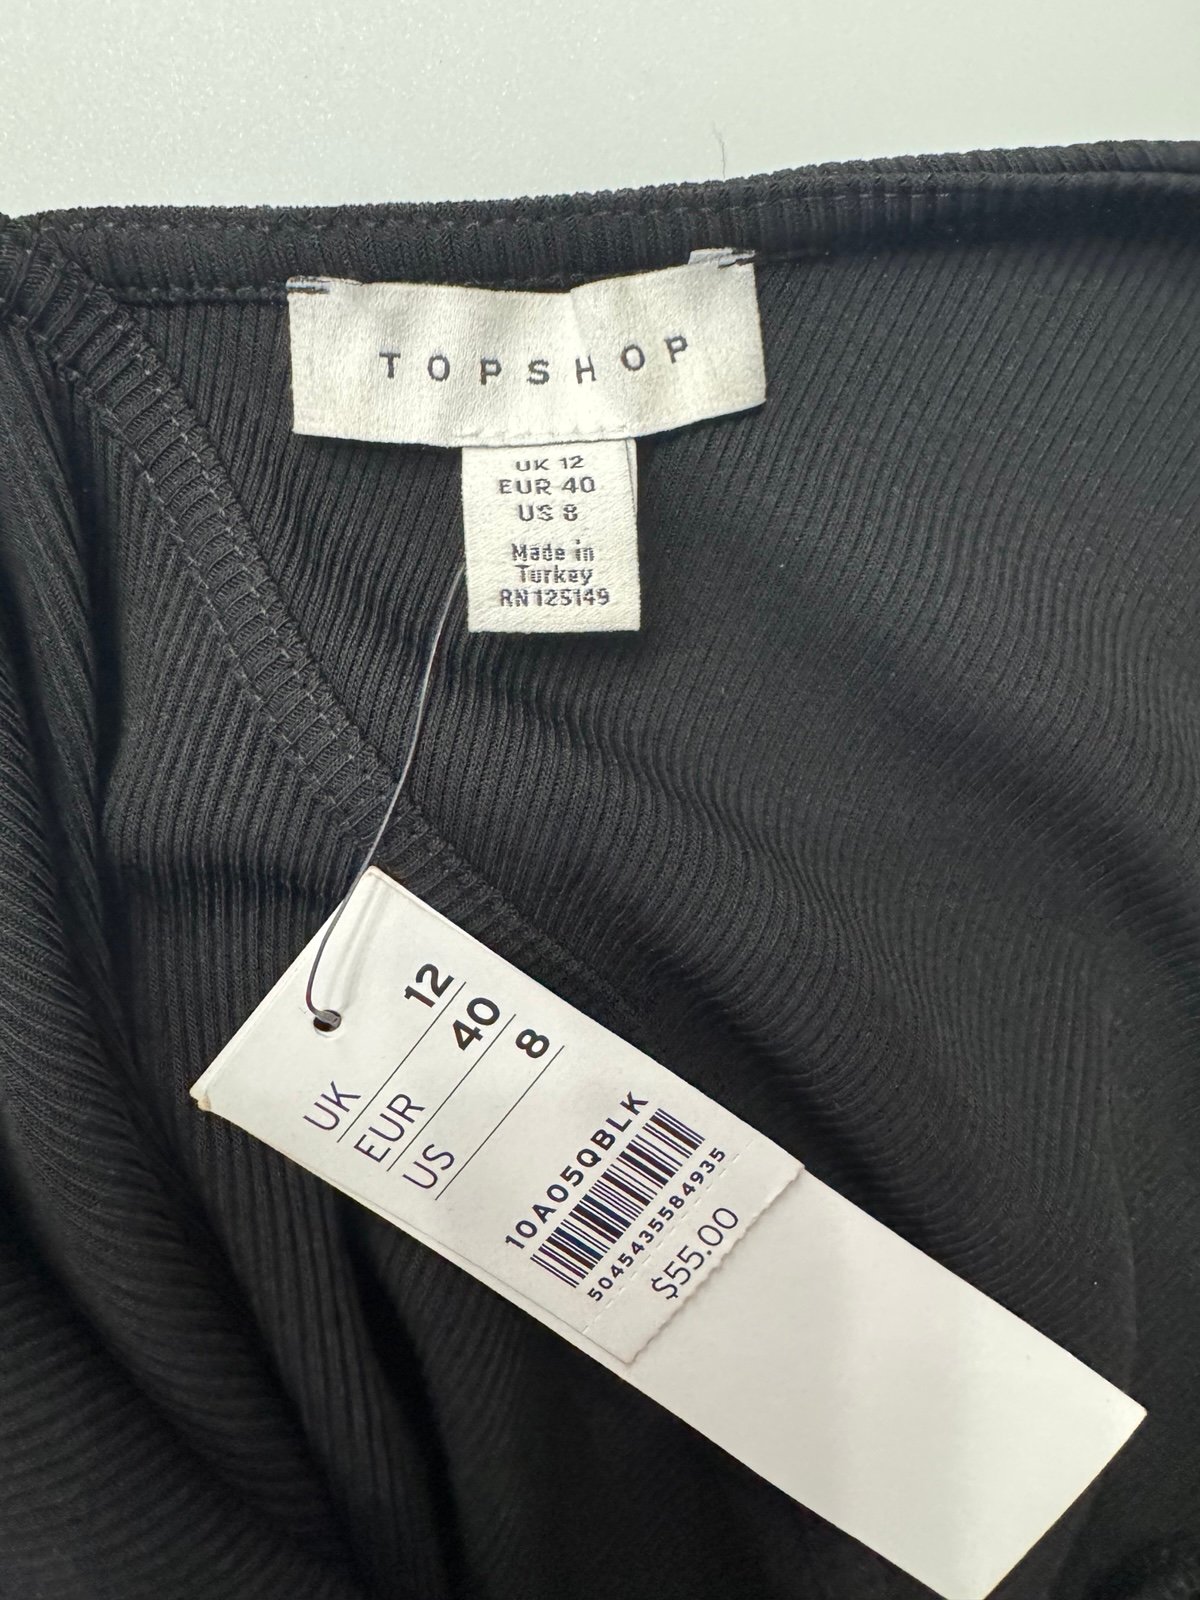 TOPSHOP
UK 12
EUR 40
US 8
Made in
Turkey
RN125149
UK 12
EUR 40
US 8
10A05QBLK
5045435584935
$55.00